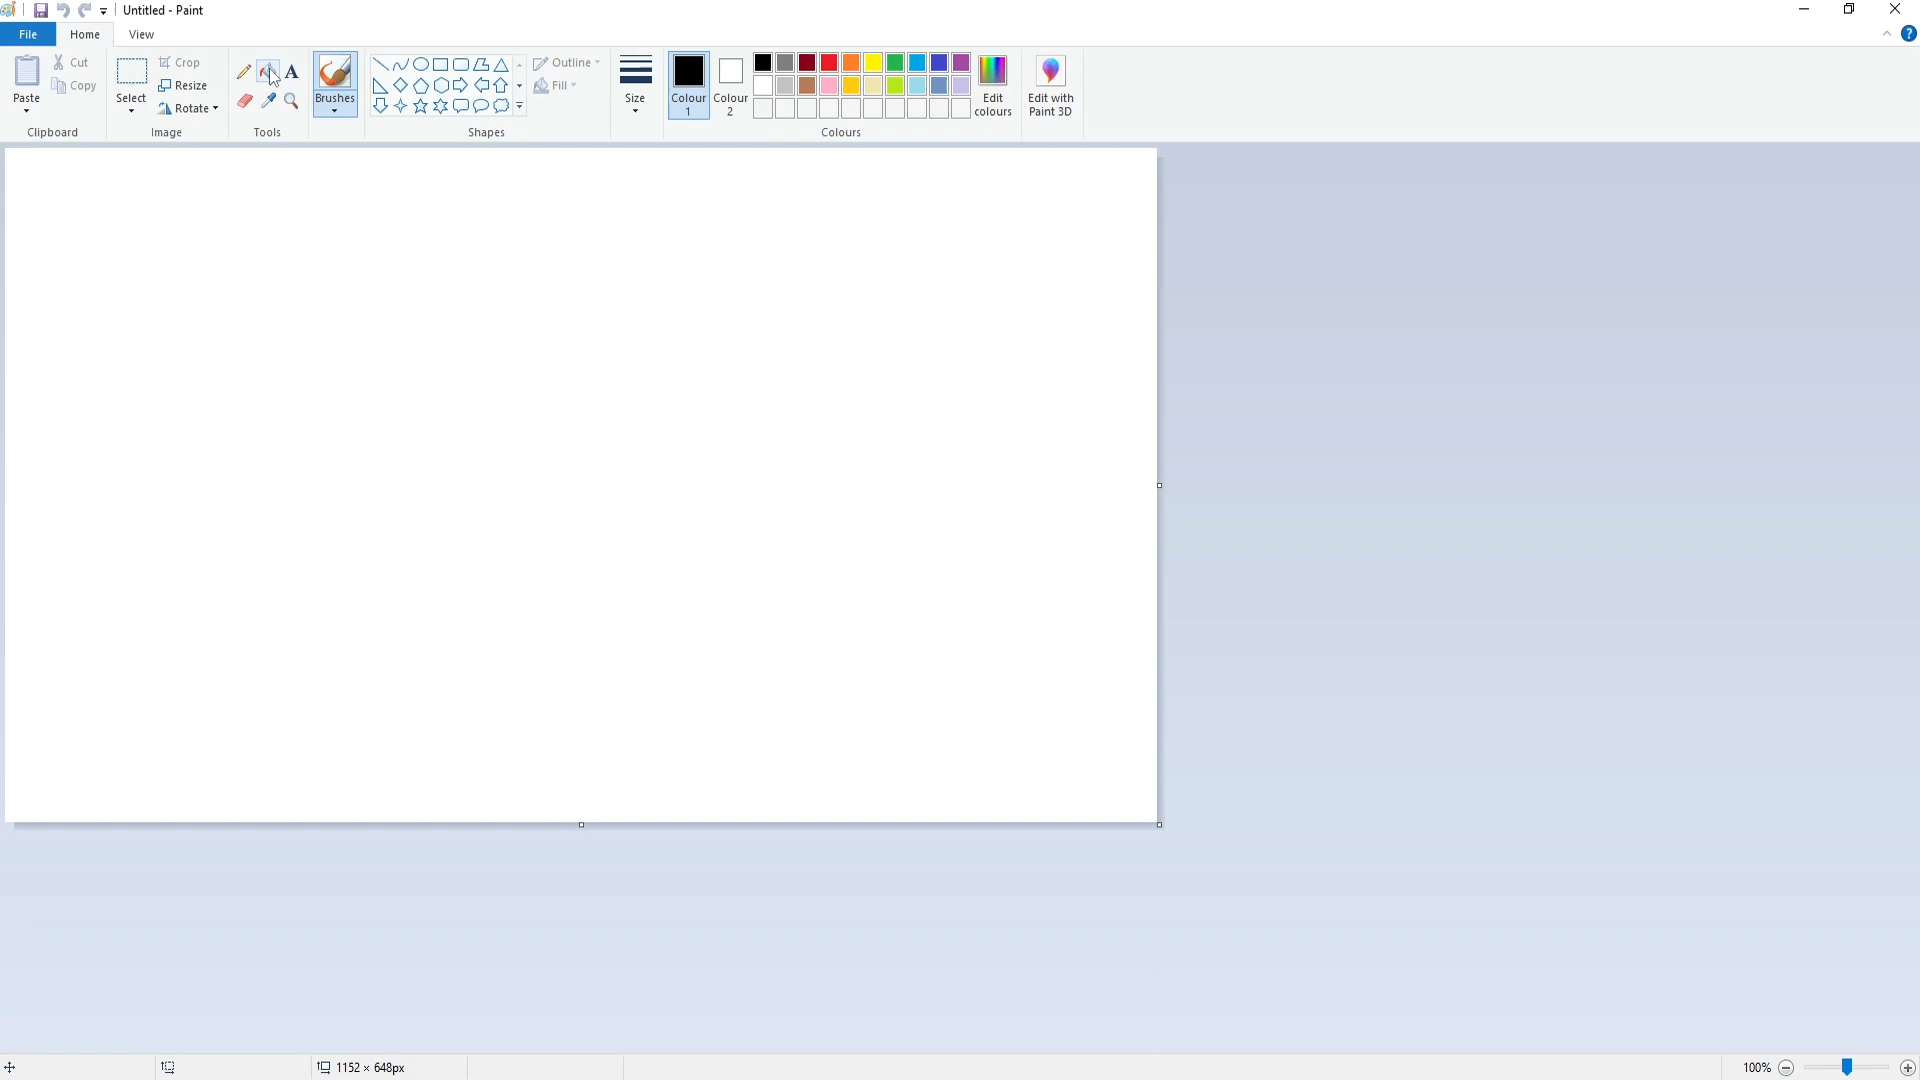 Untitled - Paint
File Home View
Paste
Cut
Copy
Clipboard
Select
Crop
Resize
Rotate
Image
A
Tools
Brushes
Shapes
Outline
Fill
Size
Colour 1
Colour 2
Edit colours
Colours
Edit with Paint 3D
1152 × 648px
100%